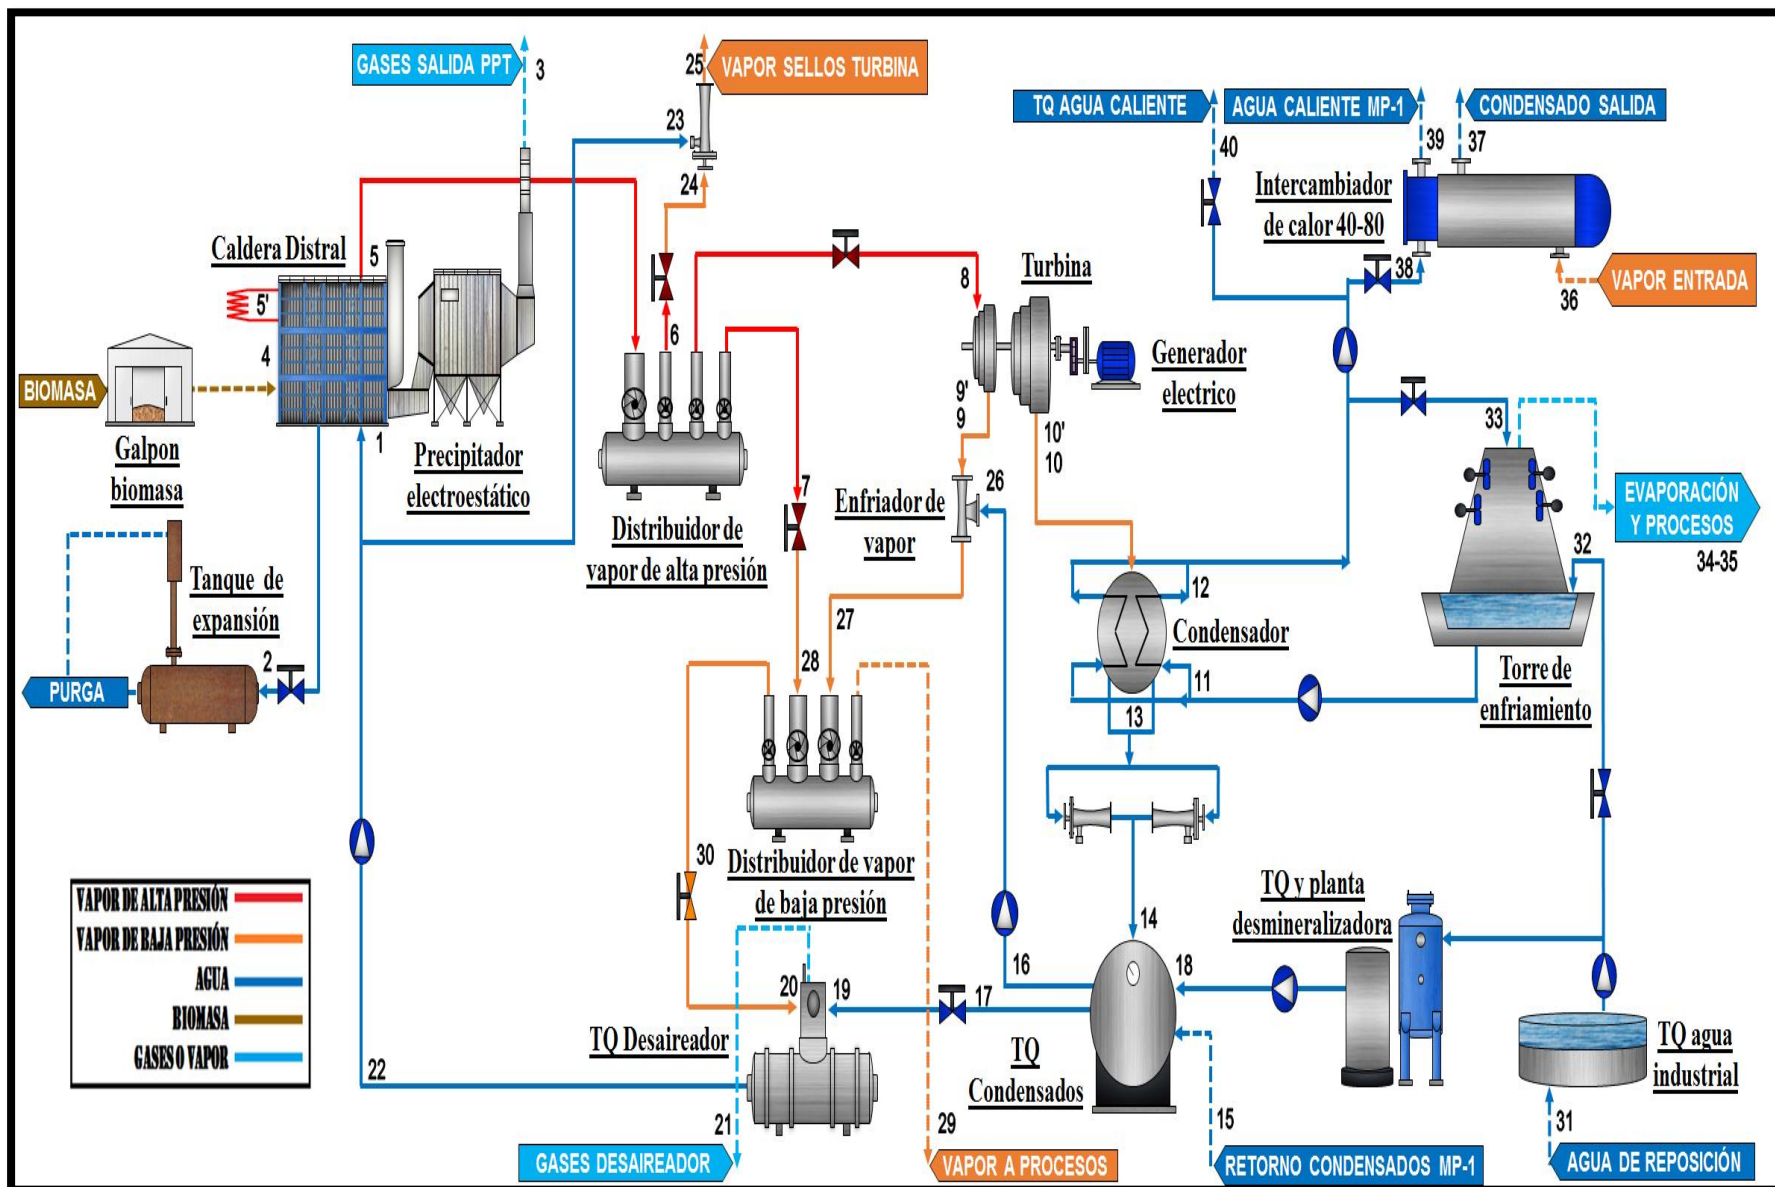 GASES SALIDA PPT
3
25
VAPOR SELLOS TURBINA
TQ AGUA CALIENTE
AGUA CALIENTE MP-1
CONDENSADO SALIDA
23
24
40
39
37
Intercambiador
de calor 40-80
Caldera Distral
5
5'
4
6
8
Turbina
38
36
VAPOR ENTRADA
BIOMASA
Galpon
biomasa
1
Precipitador
electroestático
Generador
electrico
9'
9
10'
10
33
7
26
Enfriador de
vapor
Distribuidor de
vapor de alta presión
EVAPORACIÓN
Y PROCESOS
34-35
32
Tanque de
expansión
2
PURGA
12
27
Condensador
28
11
13
Torre de
enfriamiento
30
Distribuidor de vapor
de baja presión
TQ y planta
desmineralizadora
VAPOR DE ALTA PRESIÓN
VAPOR DE BAJA PRESIÓN
AGUA
BIOMASA
GASES O VAPOR
14
16
18
20
19
17
TQ Desaireador
TQ
Condensados
TQ agua
industrial
22
21
29
15
31
GASES DESAIREADOR
VAPOR A PROCESOS
RETORNO CONDENSADOS MP-1
AGUA DE REPOSICIÓN